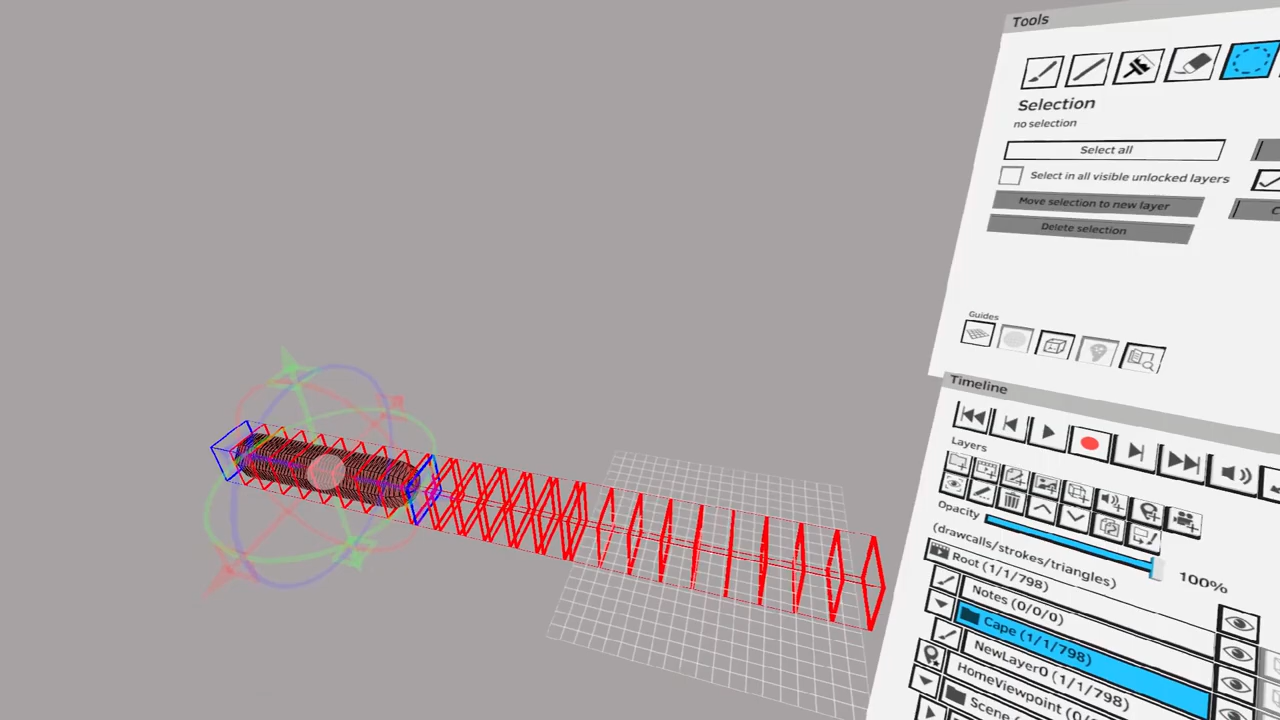 Tools
Selection
no selection
Select all
Select in all visible unlocked layers
Move selection to new layer
Delete selection
Guides
Timeline
Layers
Opacity
100%
(drawcalls/strokes/triangles)
Root (1/1/798)
Notes (0/0/0)
Cape (1/1/798)
NewLayer0 (1/1/798)
HomeViewpoint (0/
Scene (